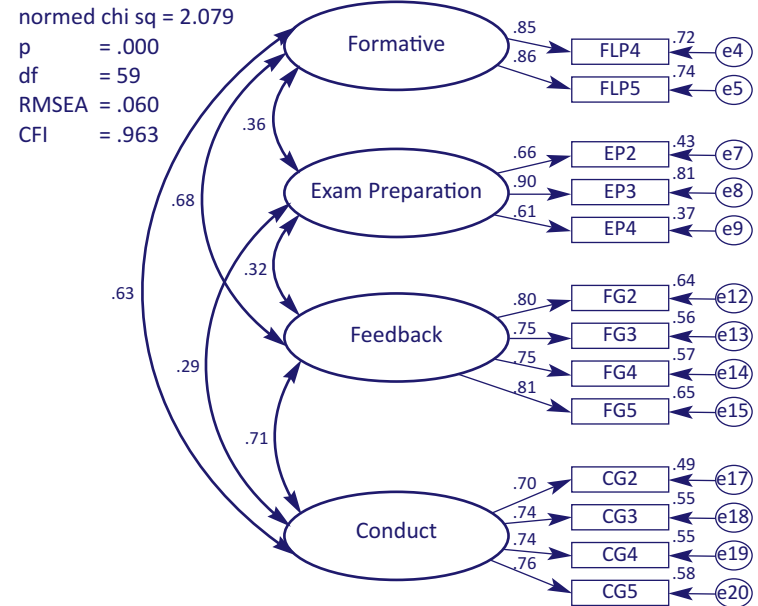 normed chi sq = 2.079
p = .000
df = 59
RMSEA = .060
CFI = .963
Formative
.85
FLP4
.72
e4
.86
FLP5
.74
e5
.36
.66
EP2
.43
e7
Exam Preparation
.90
EP3
.81
e8
.61
EP4
.37
e9
.68
.32
.63
.80
FG2
.64
e12
Feedback
.75
FG3
.56
e13
.75
FG4
.57
e14
.81
FG5
.65
e15
.29
.71
.70
CG2
.49
e17
Conduct
.74
CG3
.55
e18
.74
CG4
.55
e19
.76
CG5
.58
e20